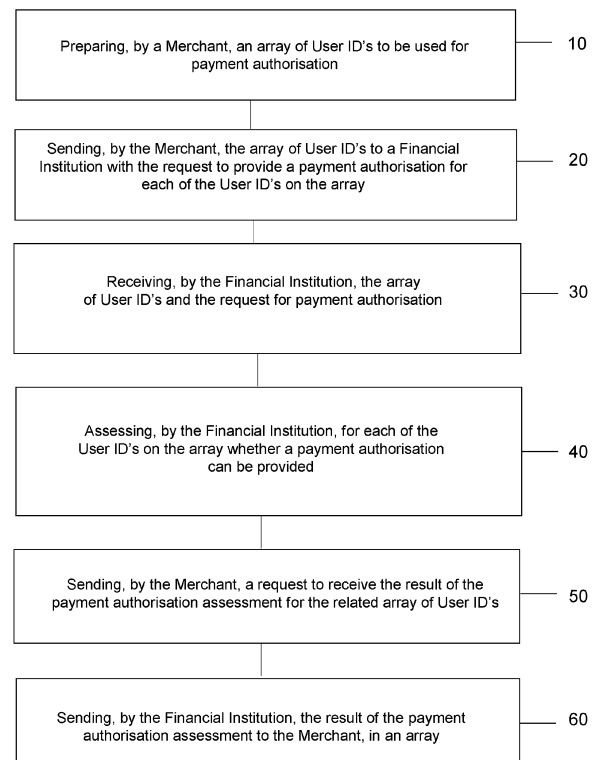 Preparing, by a Merchant, an array of User ID's to be used for
payment authorisation
10
Sending, by the Merchant, the array of User ID's to a Financial
Institution with the request to provide a payment authorisation for
each of the User ID's on the array
20
Receiving, by the Financial Institution, the array
of User ID's and the request for payment authorisation
30
Assessing, by the Financial Institution, for each of the
User ID's on the array whether a payment authorisation
can be provided
40
Sending, by the Merchant, a request to receive the result of the
payment authorisation assessment for the related array of User ID's
50
Sending, by the Financial Institution, the result of the payment
authorisation assessment to the Merchant, in an array
60